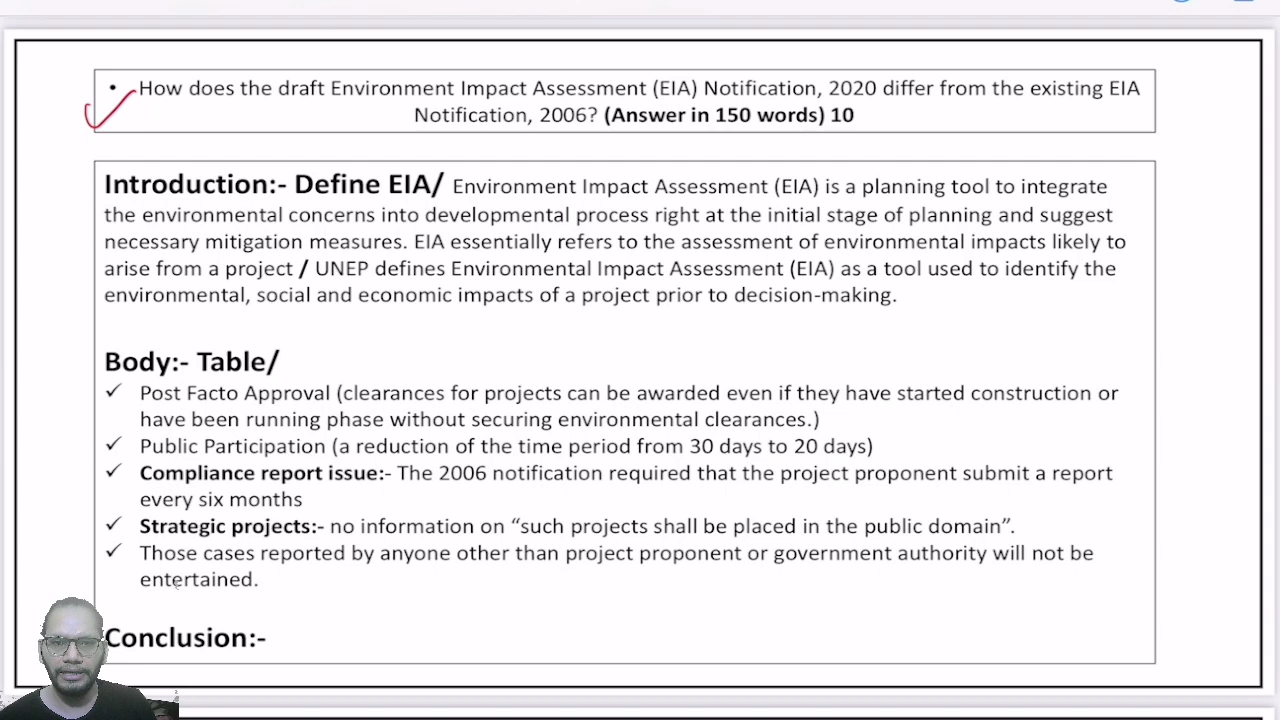 • How does the draft Environment Impact Assessment (EIA) Notification, 2020 differ from the existing EIA
Notification, 2006? (Answer in 150 words) 10
Introduction:- Define EIA/ Environment Impact Assessment (EIA) is a planning tool to integrate
the environmental concerns into developmental process right at the initial stage of planning and suggest
necessary mitigation measures. EIA essentially refers to the assessment of environmental impacts likely to
arise from a project / UNEP defines Environmental Impact Assessment (EIA) as a tool used to identify the
environmental, social and economic impacts of a project prior to decision-making.
Body:- Table/
✓ Post Facto Approval (clearances for projects can be awarded even if they have started construction or
have been running phase without securing environmental clearances.)
✓ Public Participation (a reduction of the time period from 30 days to 20 days)
✓ Compliance report issue:- The 2006 notification required that the project proponent submit a report
every six months
✓ Strategic projects:- no information on “such projects shall be placed in the public domain”.
✓ Those cases reported by anyone other than project proponent or government authority will not be
entertained.
Conclusion:-